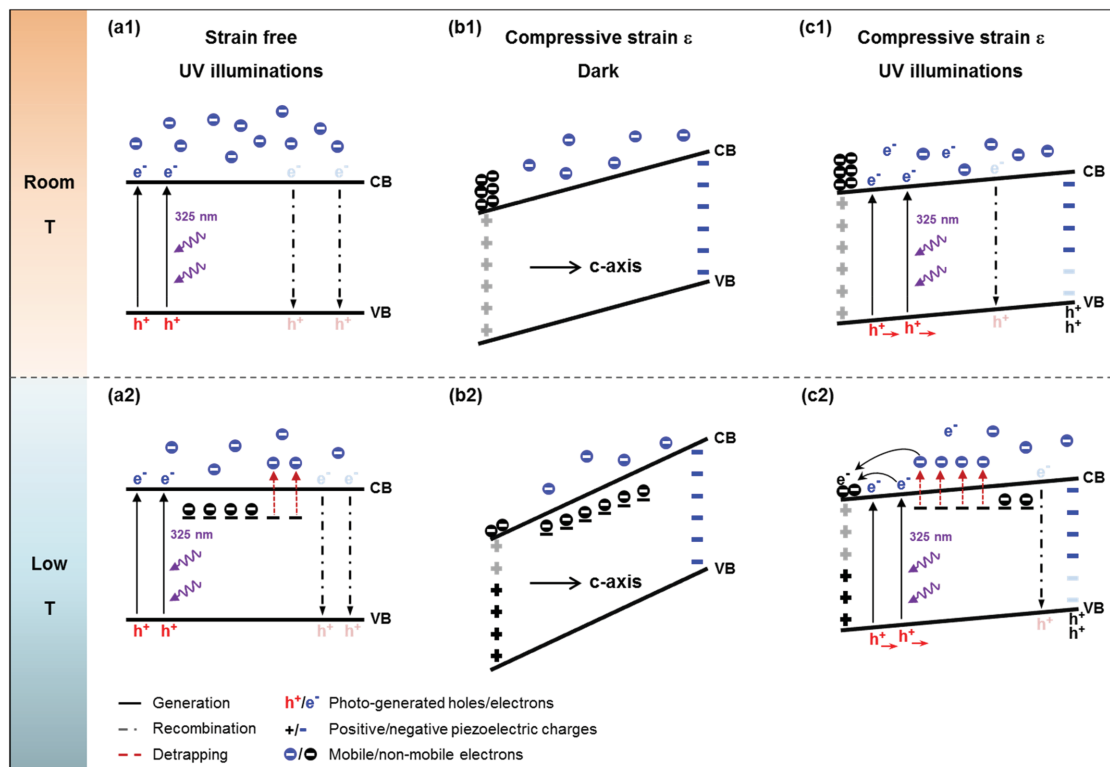 (a1)
Strain free
UV illuminations
(b1)
Compressive strain ε
Dark
(c1)
Compressive strain ε
UV illuminations
Room
T
e-
e-
e-
e-
CB
325 nm
VB
h+
h+
h+
h+
CB
c-axis
VB
e-
e-
e-
e-
e-
CB
325 nm
VB
h+
h+
h+
h+
h+
(a2)
(b2)
(c2)
Low
T
e-
e-
e-
e-
CB
325 nm
VB
h+
h+
h+
h+
CB
c-axis
VB
e-
e-
e-
e-
e-
CB
325 nm
VB
h+
h+
h+
h+
h+
Generation
Recombination
Detrapping
h+/e- Photo-generated holes/electrons
+/- Positive/negative piezoelectric charges
⊖/⊖ Mobile/non-mobile electrons